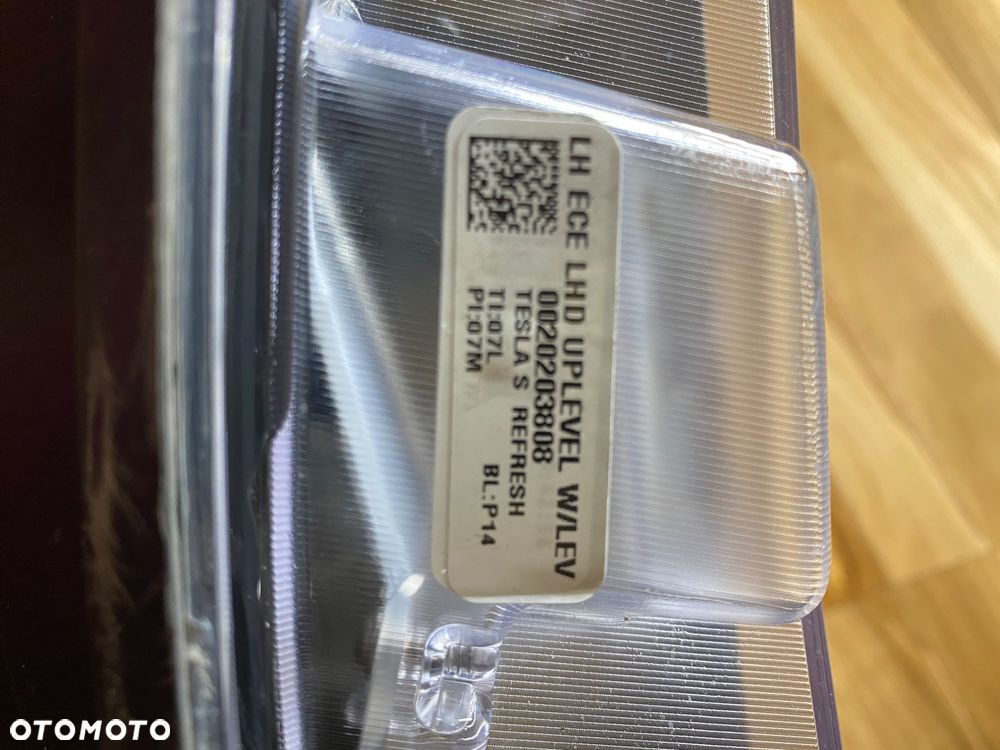 LH ECE LHD UPLEVEL W/LEV
0020203808
TESLA S REFRESH
TI:07L BL:P14
PI:07M
OTOMOTO